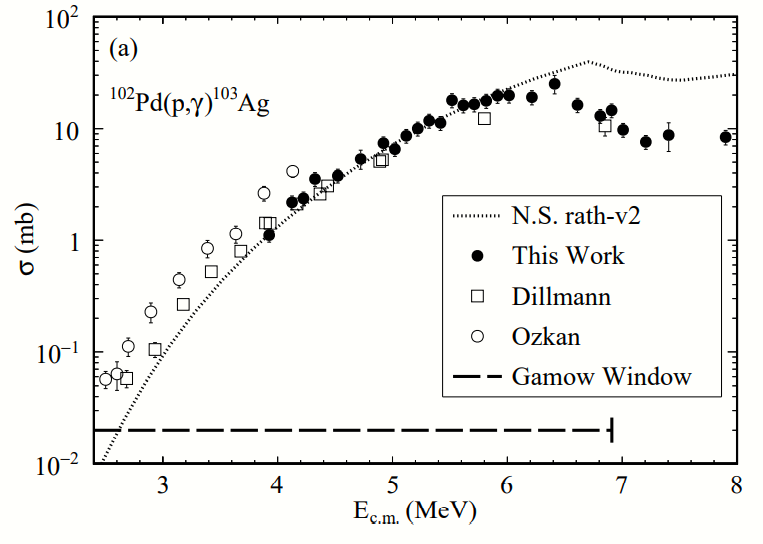 10²
(a)
¹⁰²Pd(p,γ)¹⁰³Ag
10
1
10⁻¹
10⁻²
σ (mb)
N.S. rath-v2
This Work
Dillmann
Ozkan
Gamow Window
3 4 5 6 7 8
E_c.m. (MeV)